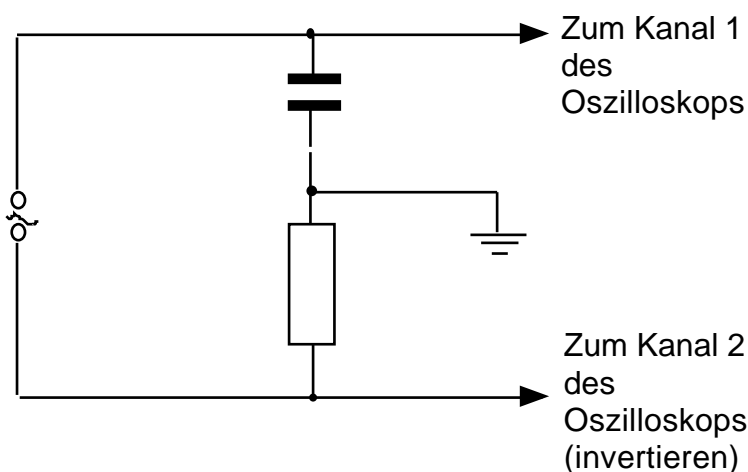 Zum Kanal 1
des
Oszilloskops
Zum Kanal 2
des
Oszilloskops
(invertieren)